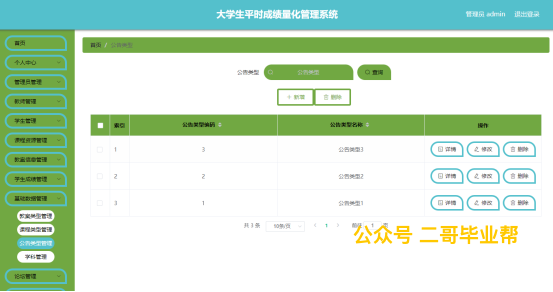 大学生平时成绩量化管理系统
管理员 admin 退出登录
首页
个人中心
管理员管理
教师管理
学生管理
课程资源管理
教案信息管理
学生成绩管理
基础数据管理
教案类型管理
课程类型管理
公告类型管理
学科管理
论坛管理
首页 / 公告类型
公告类型 公告类型 查询
+ 新增 删除
索引 公告类型编码 公告类型名称 操作
1 3 公告类型3 详情 修改 删除
2 2 公告类型2 详情 修改 删除
3 1 公告类型1 详情 修改 删除
共 3 条 10条/页 < 1 > 前往 1 页
公众号 二哥毕业帮